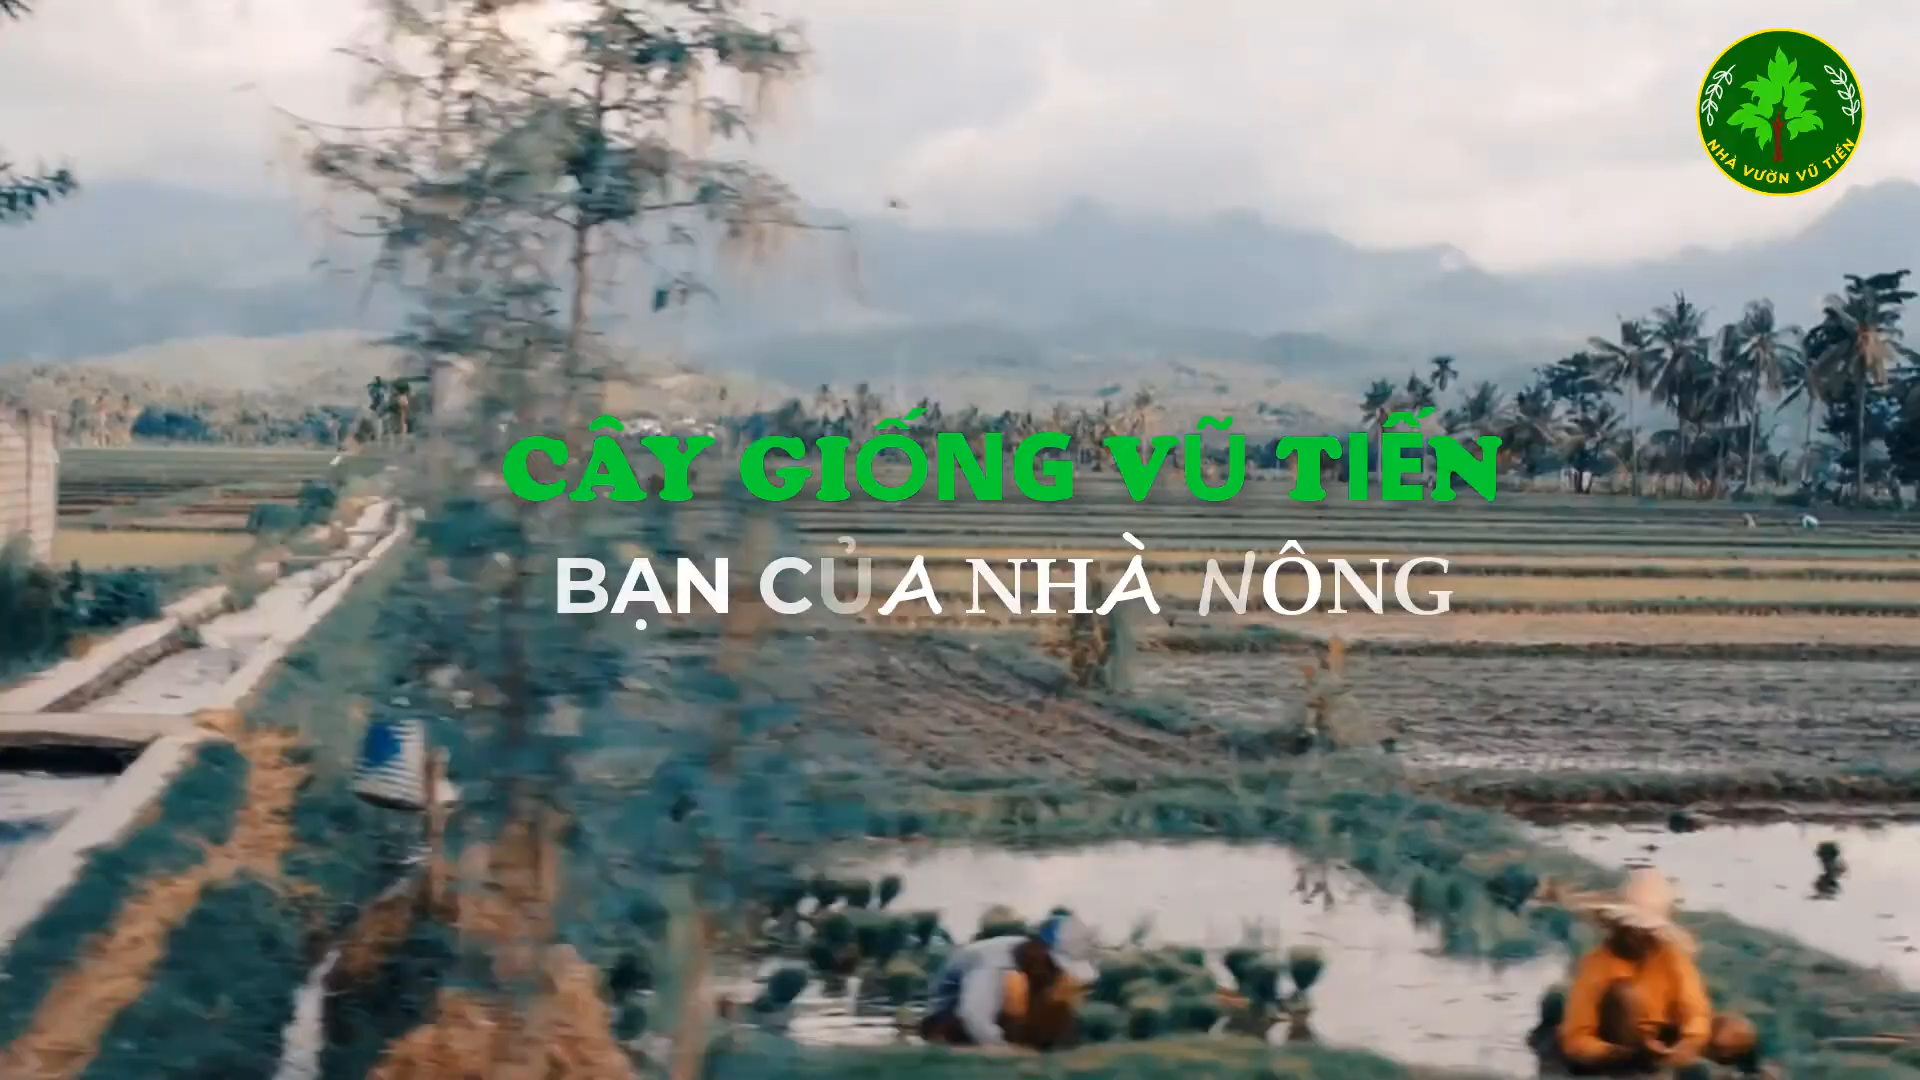 NHÀ VƯỜN VŨ TIẾN
CÂY GIỐNG VŨ TIẾN
BẠN CỦA NHÀ NÔNG